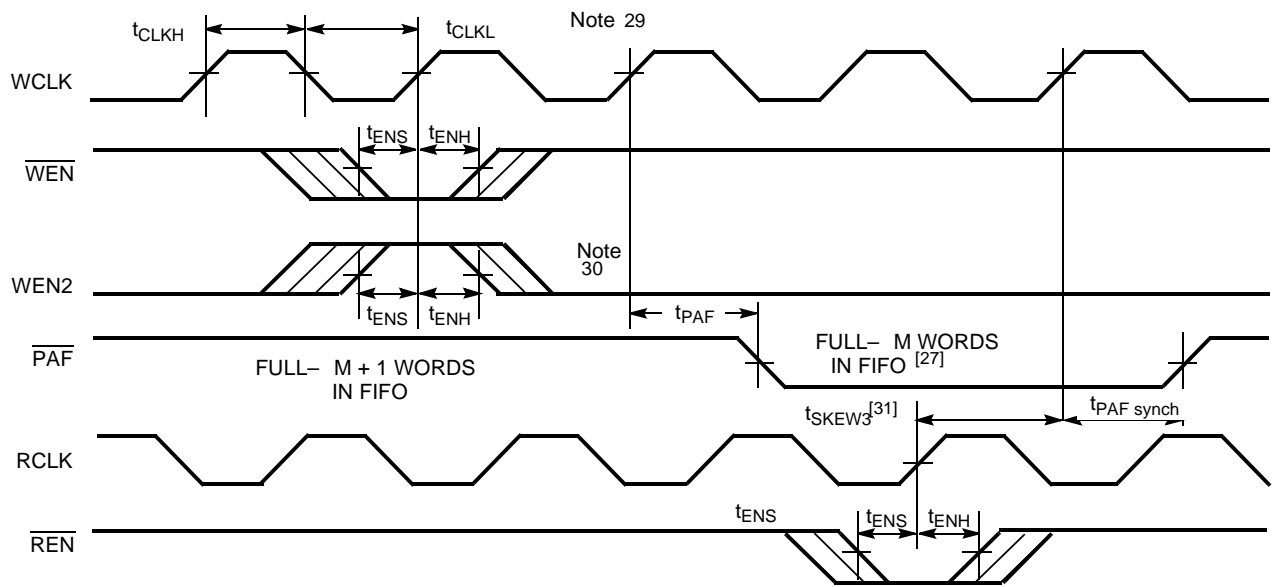 tCLKH
tCLKL
Note 29
WCLK
tENS
tENH
WEN
WEN2
Note
30
tENS
tENH
tPAF
PAF
FULL– M + 1 WORDS
IN FIFO
FULL– M WORDS
IN FIFO [27]
tSKEW3[31]
tPAF synch
RCLK
tENS
tENS
tENH
REN